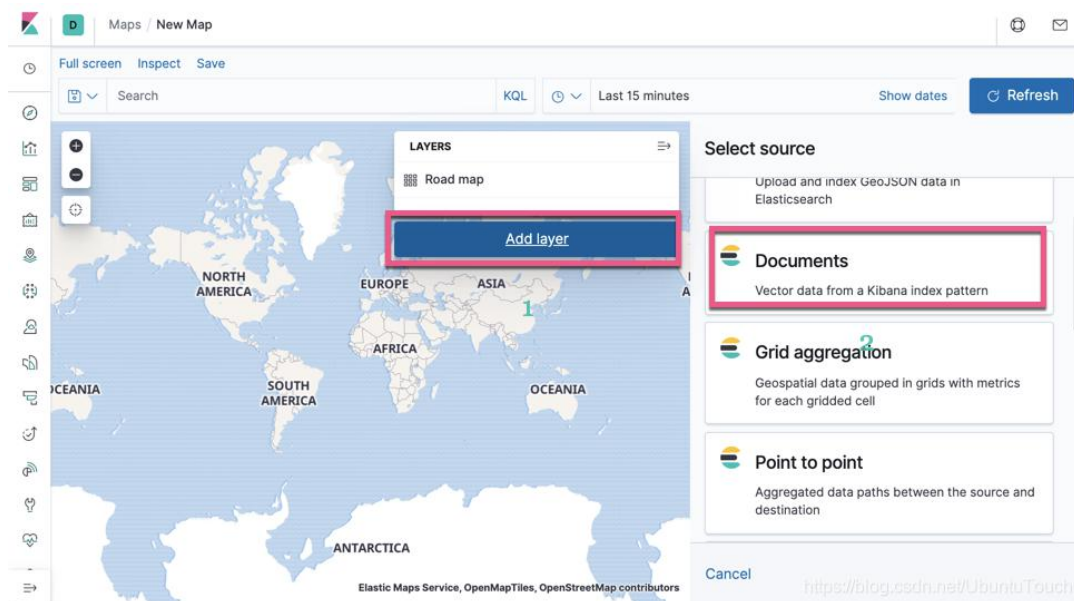 D
Maps / New Map
Full screen Inspect Save
Search
KQL
Last 15 minutes
Show dates
Refresh
LAYERS
Road map
Add layer
NORTH
AMERICA
EUROPE
ASIA
A
1
AFRICA
SOUTH
AMERICA
CEANIA
OCEANIA
ANTARCTICA
Elastic Maps Service, OpenMapTiles, OpenStreetMap contributors
Select source
Upload and index GeoJSON data in
Elasticsearch
Documents
Vector data from a Kibana index pattern
2
Grid aggregation
Geospatial data grouped in grids with metrics
for each gridded cell
Point to point
Aggregated data paths between the source and
destination
Cancel
https://blog.csdn.net/UbuntuTouch